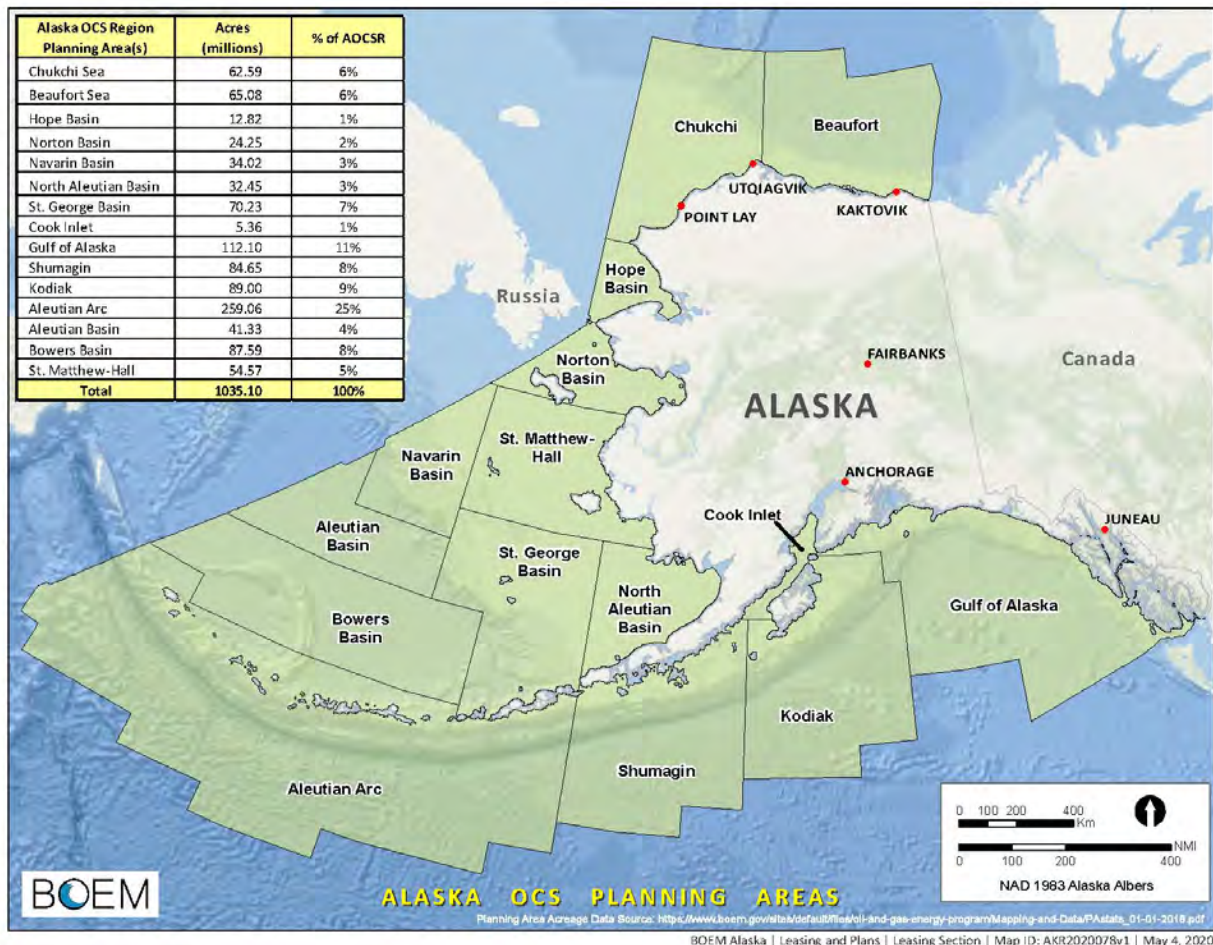 Alaska OCS Region Planning Area(s) Acres (millions) % of AOCSR
Chukchi Sea 62.59 6%
Beaufort Sea 65.08 6%
Hope Basin 12.82 1%
Norton Basin 24.25 2%
Navarin Basin 34.02 3%
North Aleutian Basin 32.45 3%
St. George Basin 70.23 7%
Cook Inlet 5.36 1%
Gulf of Alaska 112.10 11%
Shumagin 84.65 8%
Kodiak 89.00 9%
Aleutian Arc 259.06 25%
Aleutian Basin 41.33 4%
Bowers Basin 87.59 8%
St. Matthew-Hall 54.57 5%
Total 1035.10 100%
Chukchi
Beaufort
UTQIAGVIK
KAKTOVIK
POINT LAY
Hope
Basin
Russia
Norton
Basin
FAIRBANKS
Canada
ALASKA
St. Matthew-
Hall
Navarin
Basin
ANCHORAGE
Cook Inlet
JUNEAU
Aleutian
Basin
St. George
Basin
North
Aleutian
Basin
Gulf of Alaska
Bowers
Basin
Kodiak
Shumagin
Aleutian Arc
0 100 200 400
Km
NMI
0 100 200 400
NAD 1983 Alaska Albers
BOEM
ALASKA OCS PLANNING AREAS
Planning Area Acreage Data Source: https://www.boem.gov/sites/default/files/oil-and-gas-energy-program/Mapping-and-Data/PAstats_01-01-2018.pdf
BOEM Alaska | Leasing and Plans | Leasing Section | Map ID: AKR2020078v1 | May 4, 2020